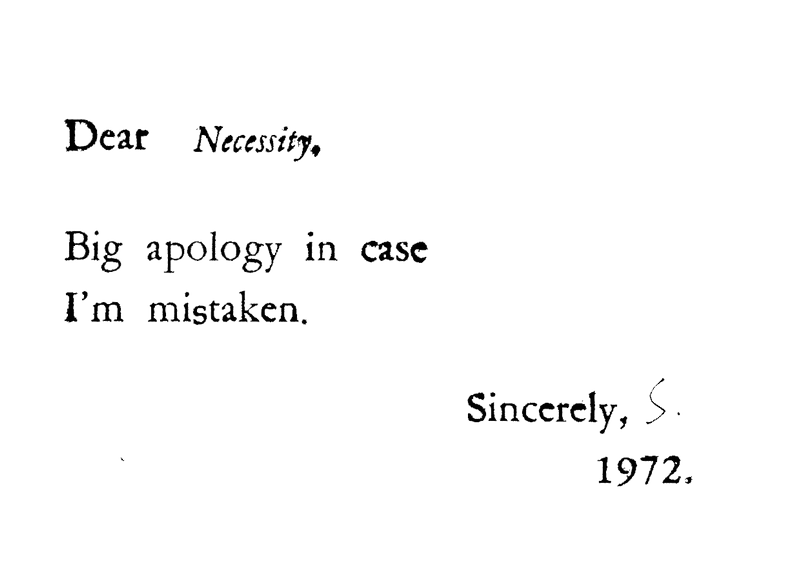 Dear Necessity,
Big apology in case
I'm mistaken.
Sincerely, S.
1972.